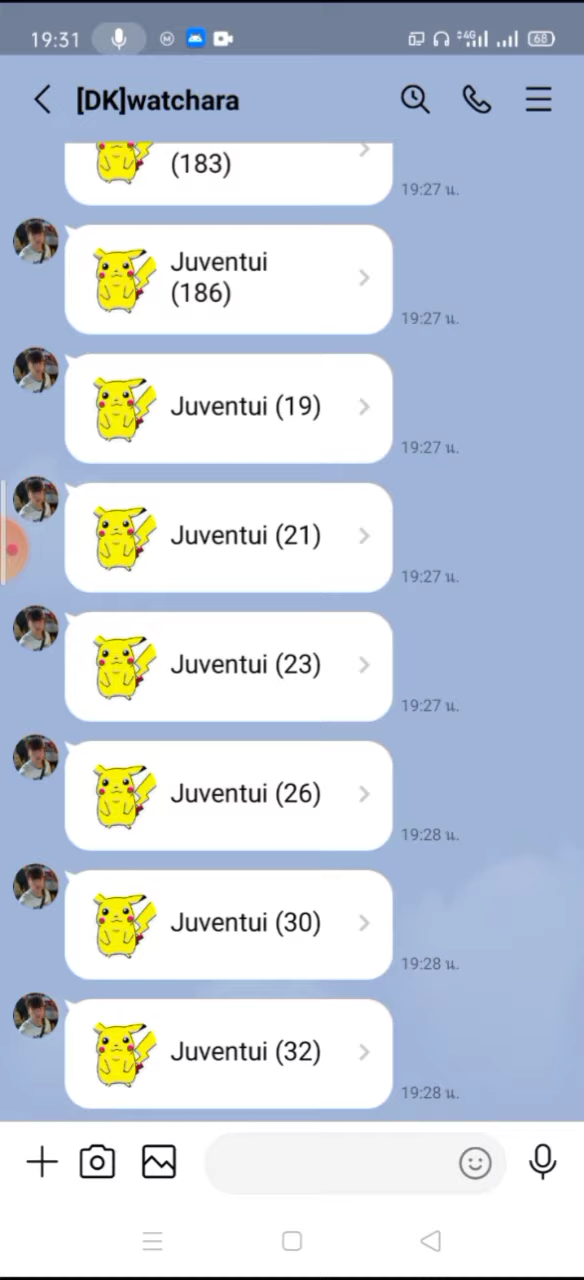 19:31
4G
68
[DK]watchara
(183)
19:27 น.
Juventui
(186)
19:27 น.
Juventui (19)
19:27 น.
Juventui (21)
19:27 น.
Juventui (23)
19:27 น.
Juventui (26)
19:28 น.
Juventui (30)
19:28 น.
Juventui (32)
19:28 น.